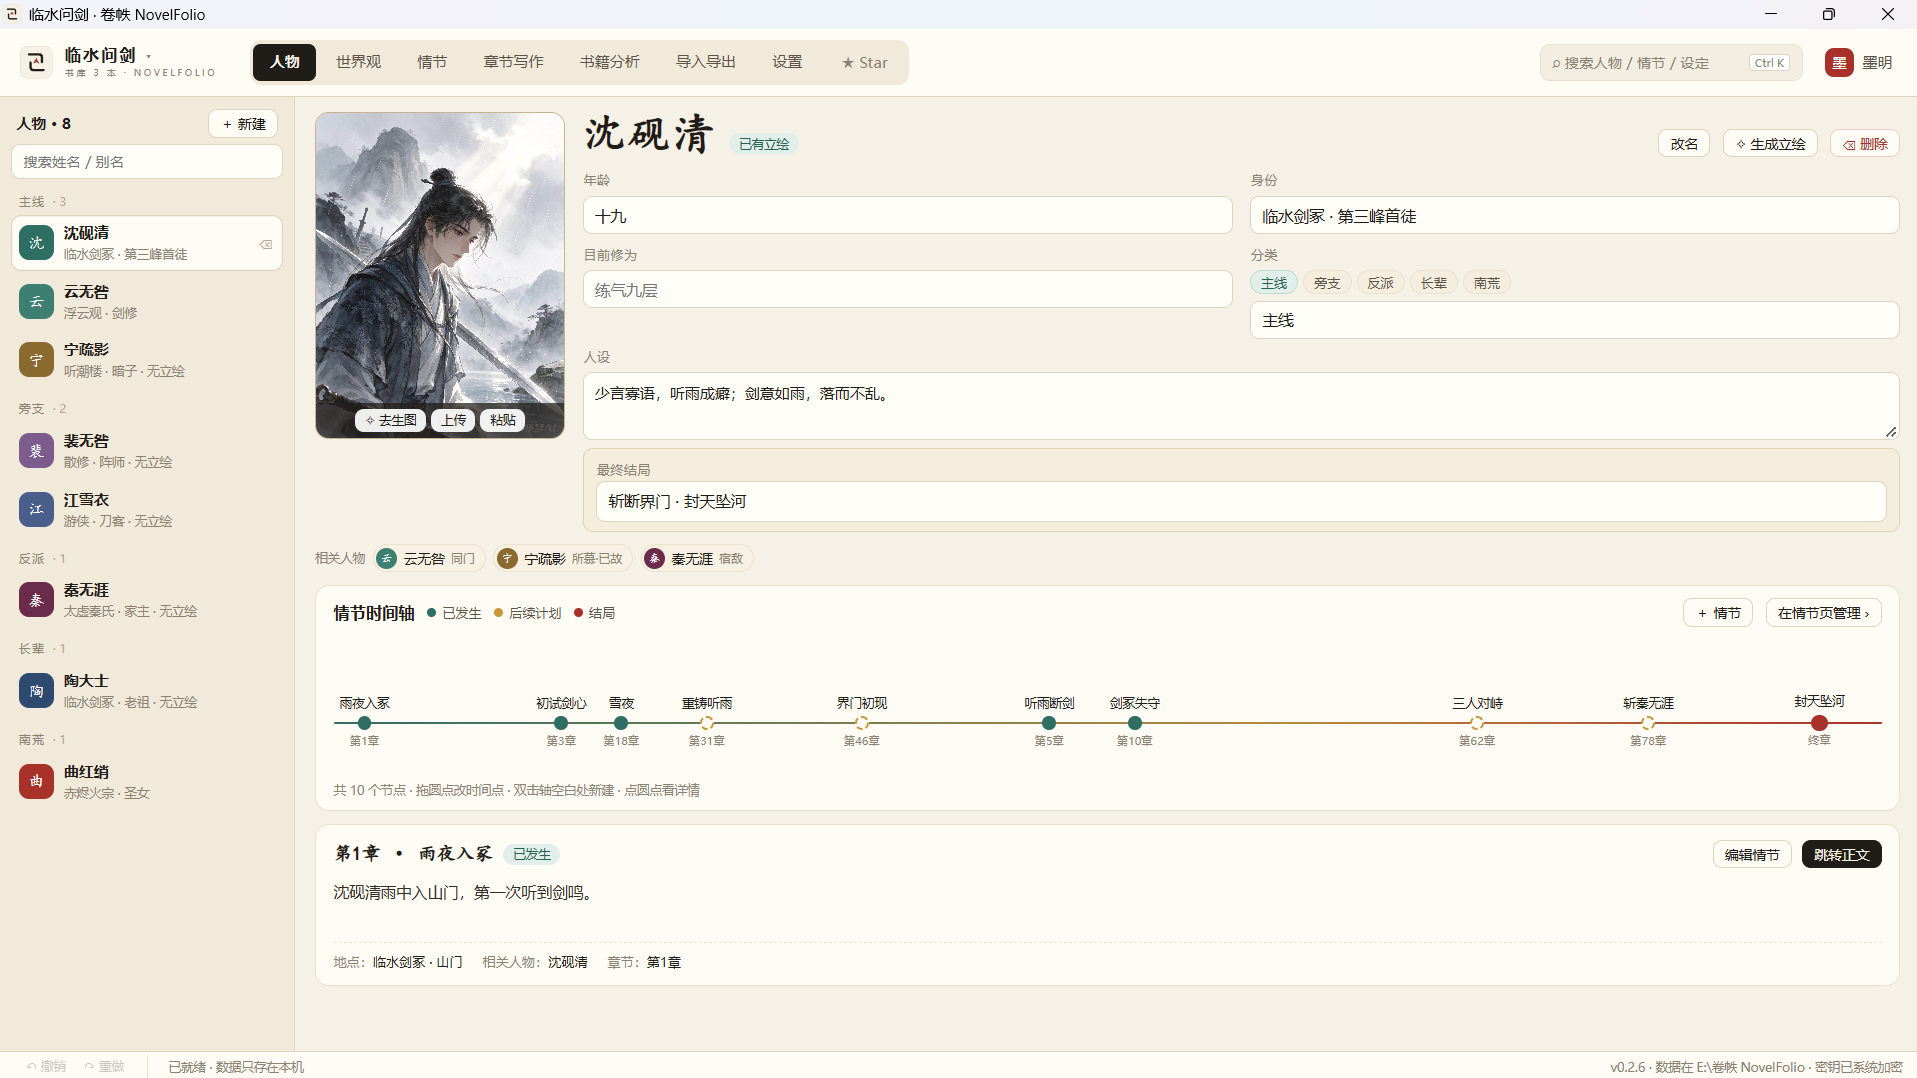 临水问剑 · 卷帙 NovelFolio
临水问剑
书库 3 本 · NOVELFOLIO
人物 世界观 情节 章节写作 书籍分析 导入导出 设置 ★ Star
搜索人物 / 情节 / 设定 Ctrl K
墨 墨明
人物 • 8
+ 新建
搜索姓名 / 别名
主线 · 3
沈 沈砚清
临水剑冢 · 第三峰首徒
云 云无咎
浮云观 · 剑修
宁 宁疏影
听潮楼 · 暗子 · 无立绘
旁支 · 2
裴 裴无咎
散修 · 阵师 · 无立绘
江 江雪衣
游侠 · 刀客 · 无立绘
反派 · 1
秦 秦无涯
太虚秦氏 · 家主 · 无立绘
长辈 · 1
陶 陶大士
临水剑冢 · 老祖 · 无立绘
南荒 · 1
曲 曲红绡
赤烬火宗 · 圣女
去生图 上传 粘贴
沈砚清 已有立绘
改名 生成立绘 删除
年龄
十九
身份
临水剑冢 · 第三峰首徒
目前修为
练气九层
分类
主线 旁支 反派 长辈 南荒
主线
人设
少言寡语，听雨成癖；剑意如雨，落而不乱。
最终结局
斩断界门 · 封天坠河
相关人物 云 云无咎 同门 宁 宁疏影 所慕·已故 秦 秦无涯 宿敌
情节时间轴 已发生 后续计划 结局
+ 情节 在情节页管理 ›
雨夜入冢 初试剑心 雪夜 重铸听雨 界门初现 听雨断剑 剑冢失守 三人对峙 斩秦无涯 封天坠河
第1章 第3章 第18章 第31章 第46章 第5章 第10章 第62章 第78章 终章
共 10 个节点 · 拖圆点改时间点 · 双击轴空白处新建 · 点圆点看详情
第1章 • 雨夜入冢 已发生
编辑情节 跳转正文
沈砚清雨中入山门，第一次听到剑鸣。
地点：临水剑冢 · 山门 相关人物：沈砚清 章节：第1章
撤销 重做 已就绪 · 数据只存在本机
v0.2.6 · 数据在 E:\卷帙 NovelFolio · 密钥已系统加密